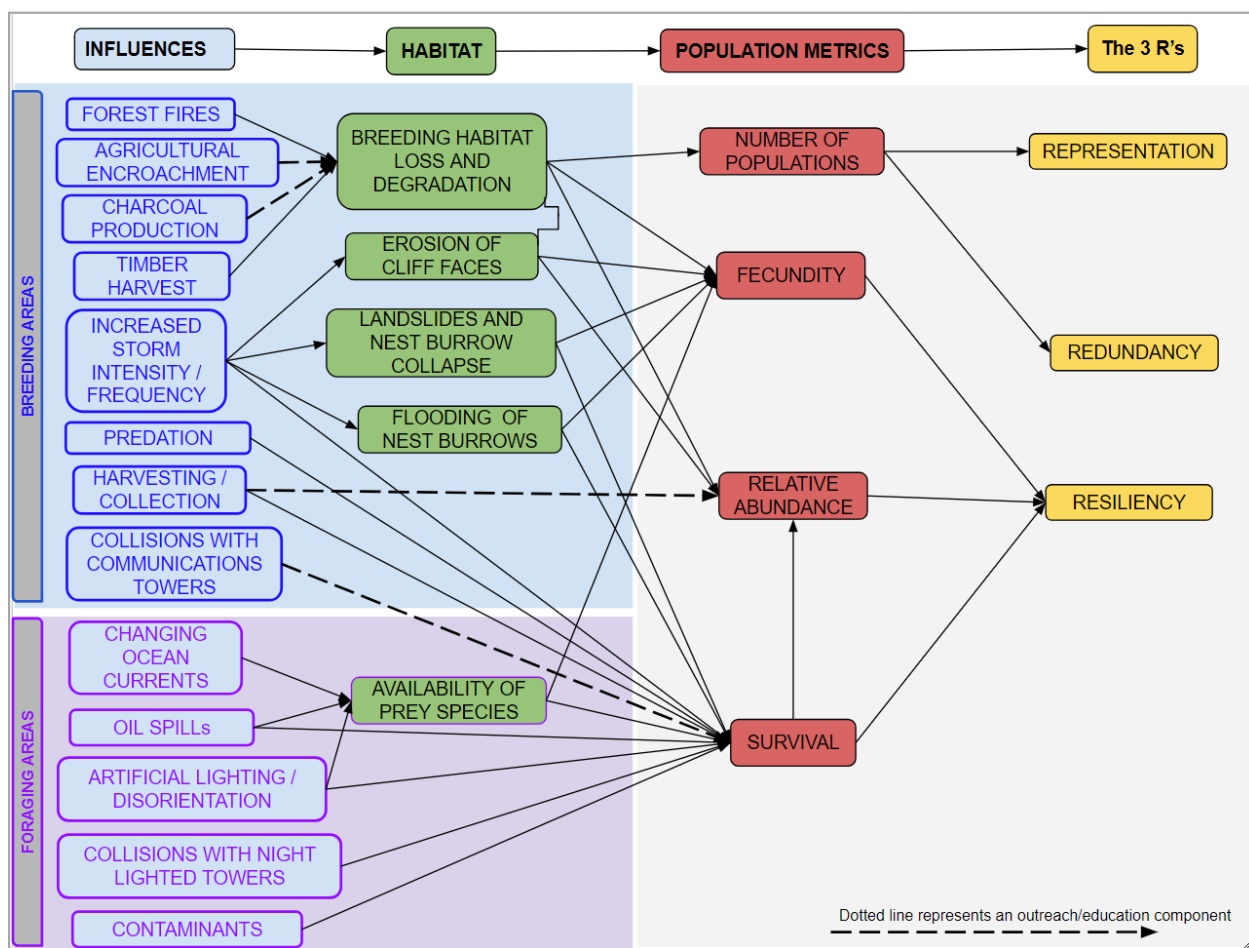 INFLUENCES
HABITAT
POPULATION METRICS
The 3 R's
BREEDING AREAS
FOREST FIRES
AGRICULTURAL
ENCROACHMENT
CHARCOAL
PRODUCTION
TIMBER
HARVEST
INCREASED
STORM
INTENSITY /
FREQUENCY
PREDATION
HARVESTING /
COLLECTION
COLLISIONS WITH
COMMUNICATIONS
TOWERS
BREEDING HABITAT
LOSS AND
DEGRADATION
EROSION OF
CLIFF FACES
LANDSLIDES AND
NEST BURROW
COLLAPSE
FLOODING OF
NEST BURROWS
FORAGING AREAS
CHANGING
OCEAN
CURRENTS
OIL SPILLs
ARTIFICIAL LIGHTING /
DISORIENTATION
COLLISIONS WITH NIGHT
LIGHTED TOWERS
CONTAMINANTS
AVAILABILITY OF
PREY SPECIES
NUMBER OF
POPULATIONS
FECUNDITY
RELATIVE
ABUNDANCE
SURVIVAL
REPRESENTATION
REDUNDANCY
RESILIENCY
Dotted line represents an outreach/education component